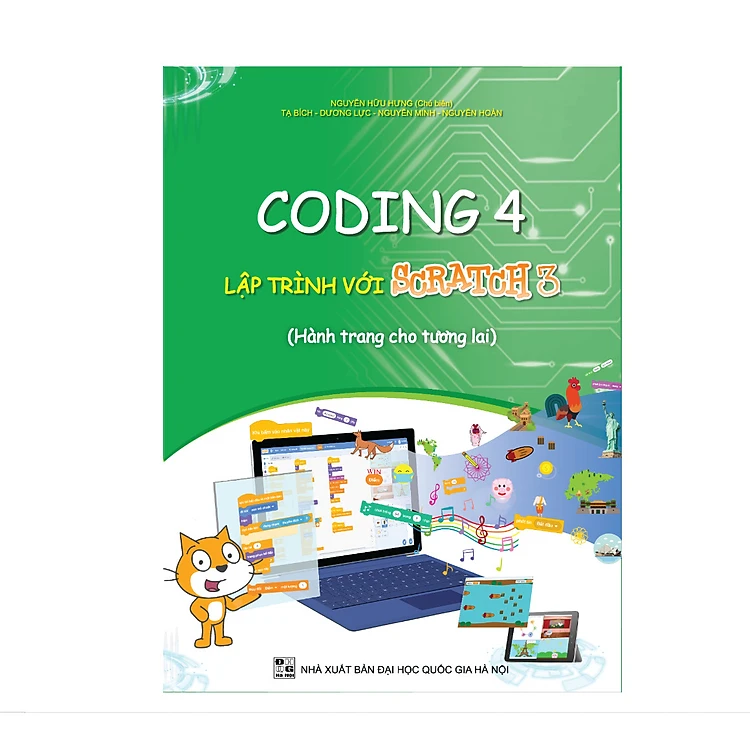 NGUYỄN HỮU HƯNG (Chủ biên)
TẠ BÍCH - DƯƠNG LỰC - NGUYỄN MINH - NGUYỄN HOÀN
CODING 4
LẬP TRÌNH VỚI SCRATCH 3
(Hành trang cho tương lai)
WIN
NHÀ XUẤT BẢN ĐẠI HỌC QUỐC GIA HÀ NỘI